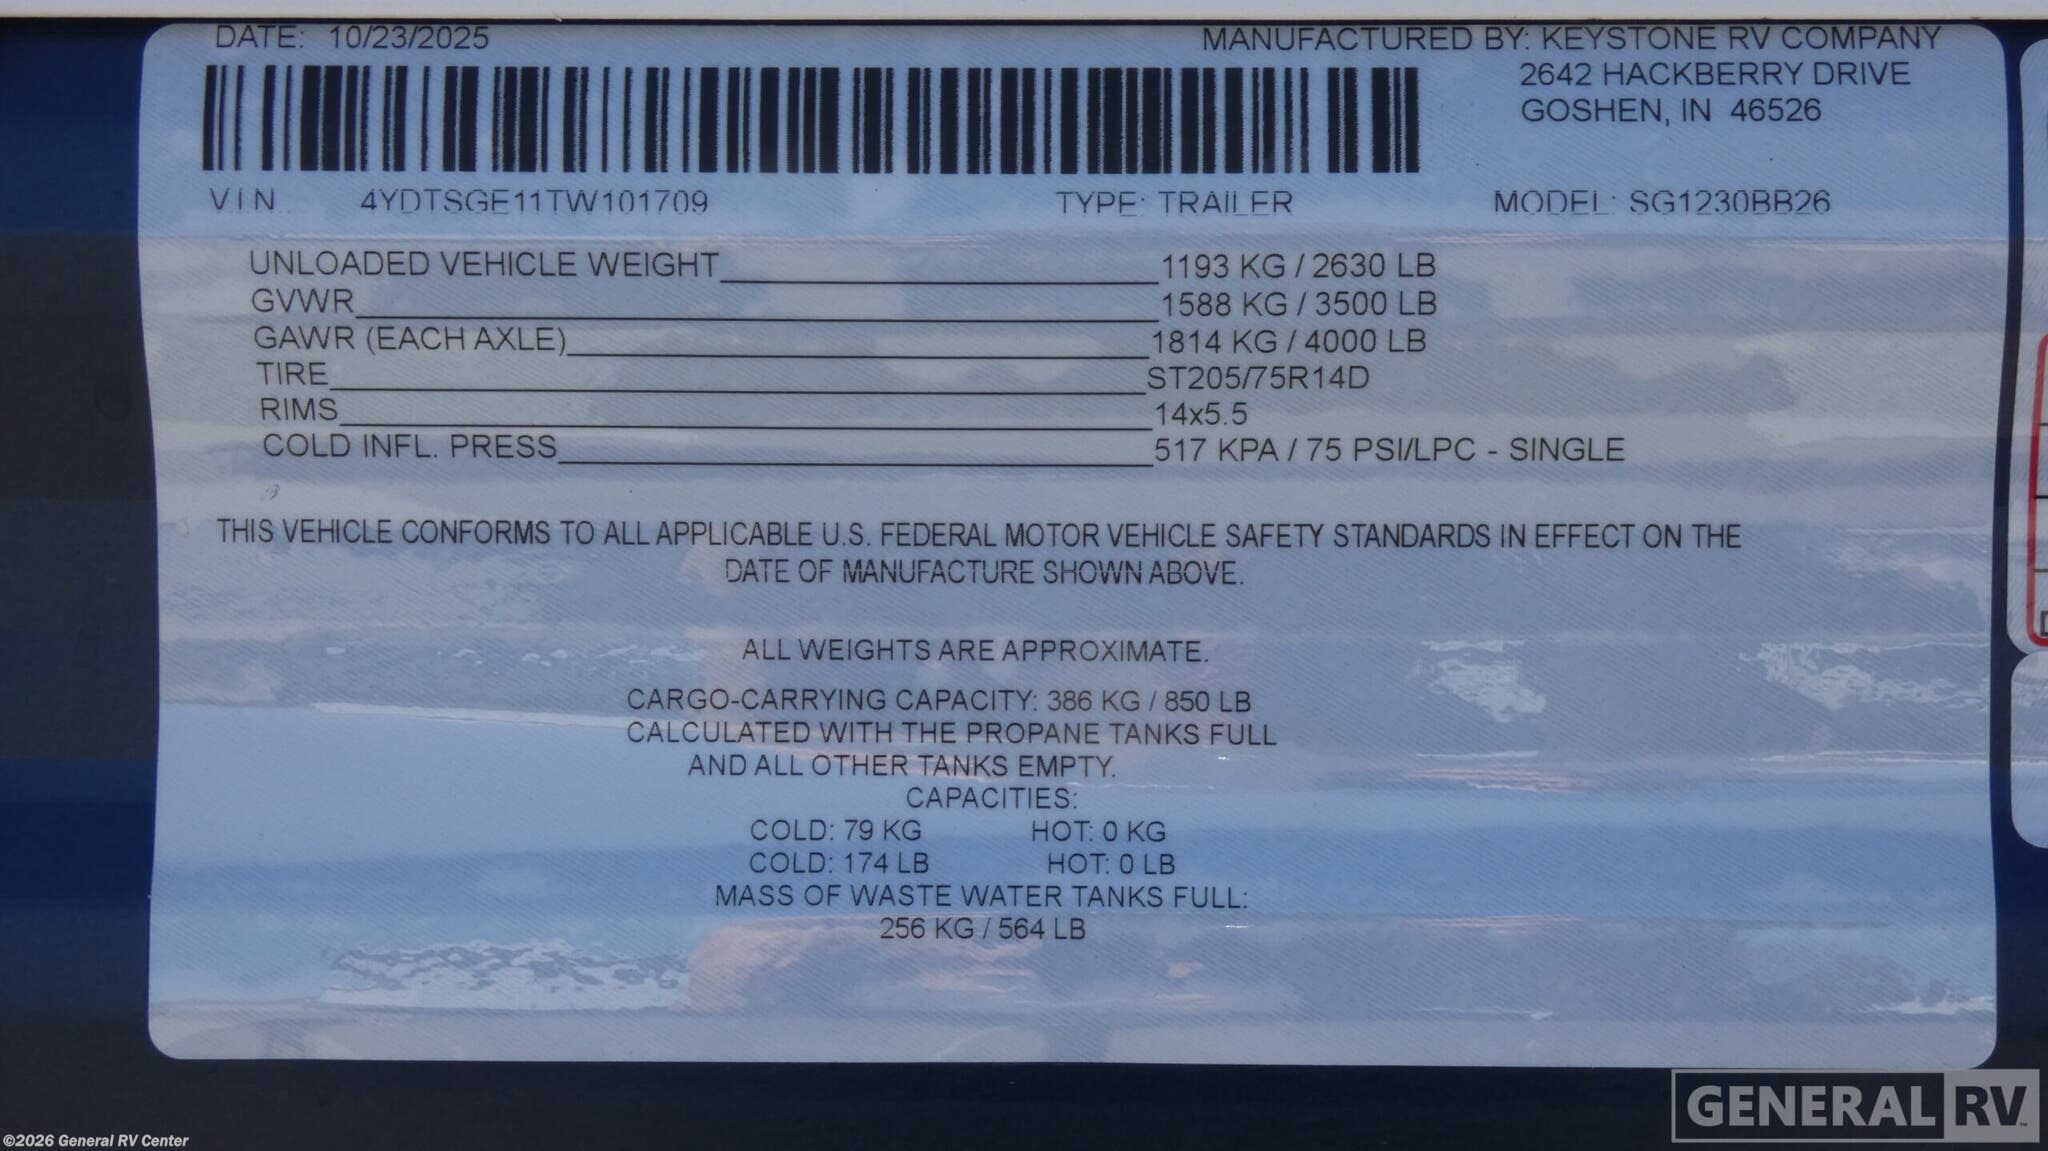 DATE: 10/23/2025
MANUFACTURED BY: KEYSTONE RV COMPANY
2642 HACKBERRY DRIVE
GOSHEN, IN 46526
VIN 4YDTSGE11TW101709 TYPE: TRAILER MODEL: SG1230BB26
UNLOADED VEHICLE WEIGHT 1193 KG / 2630 LB
GVWR 1588 KG / 3500 LB
GAWR (EACH AXLE) 1814 KG / 4000 LB
TIRE ST205/75R14D
RIMS 14x5.5
COLD INFL. PRESS 517 KPA / 75 PSI/LPC - SINGLE
THIS VEHICLE CONFORMS TO ALL APPLICABLE U.S. FEDERAL MOTOR VEHICLE SAFETY STANDARDS IN EFFECT ON THE
DATE OF MANUFACTURE SHOWN ABOVE.
ALL WEIGHTS ARE APPROXIMATE.
CARGO-CARRYING CAPACITY: 386 KG / 850 LB
CALCULATED WITH THE PROPANE TANKS FULL
AND ALL OTHER TANKS EMPTY.
CAPACITIES:
COLD: 79 KG HOT: 0 KG
COLD: 174 LB HOT: 0 LB
MASS OF WASTE WATER TANKS FULL:
256 KG / 564 LB
GENERAL RV
©2026 General RV Center